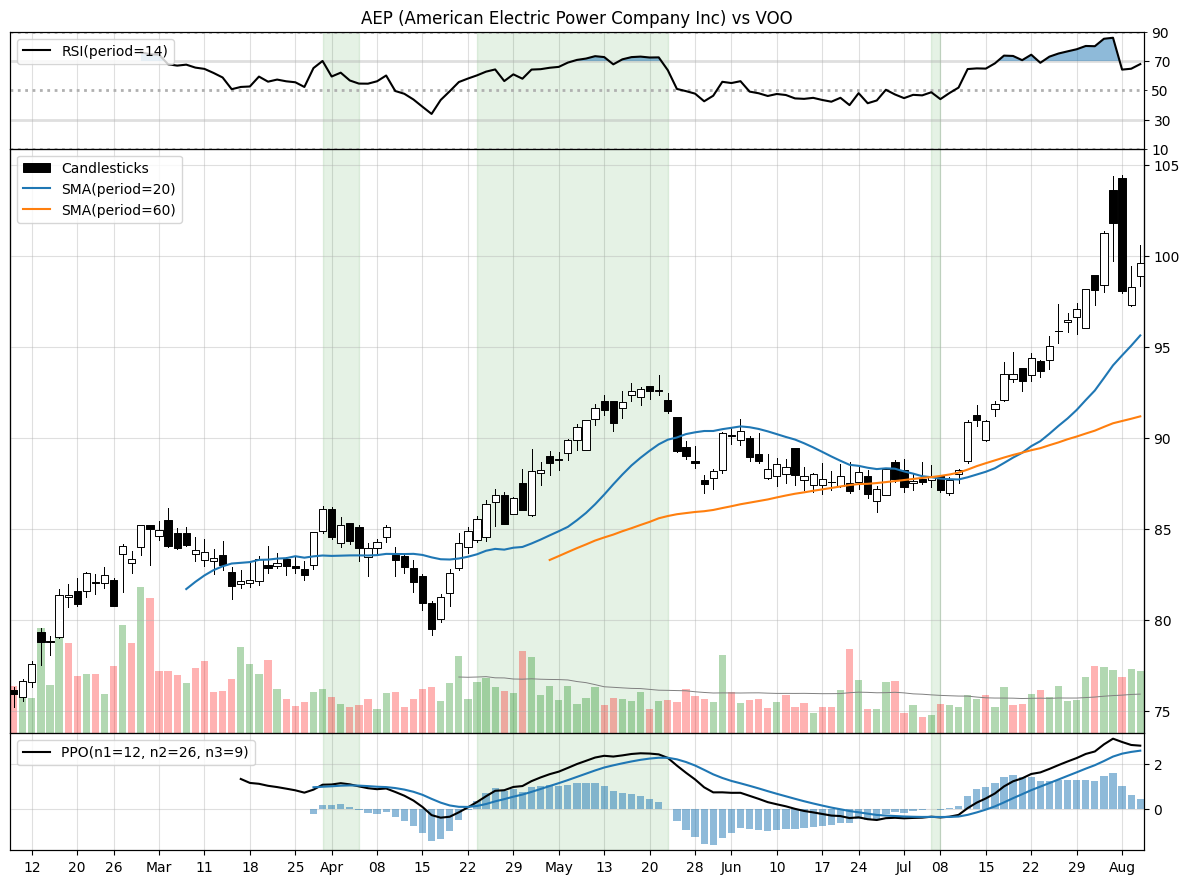 AEP (American Electric Power Company Inc) vs VOO
RSI(period=14)
90
70
50
30
10
Candlesticks
SMA(period=20)
SMA(period=60)
105
100
95
90
85
80
75
PPO(n1=12, n2=26, n3=9)
2
0
12 20 26 Mar 11 18 25 Apr 08 15 22 29 May 13 20 28 Jun 10 17 24 Jul 08 15 22 29 Aug